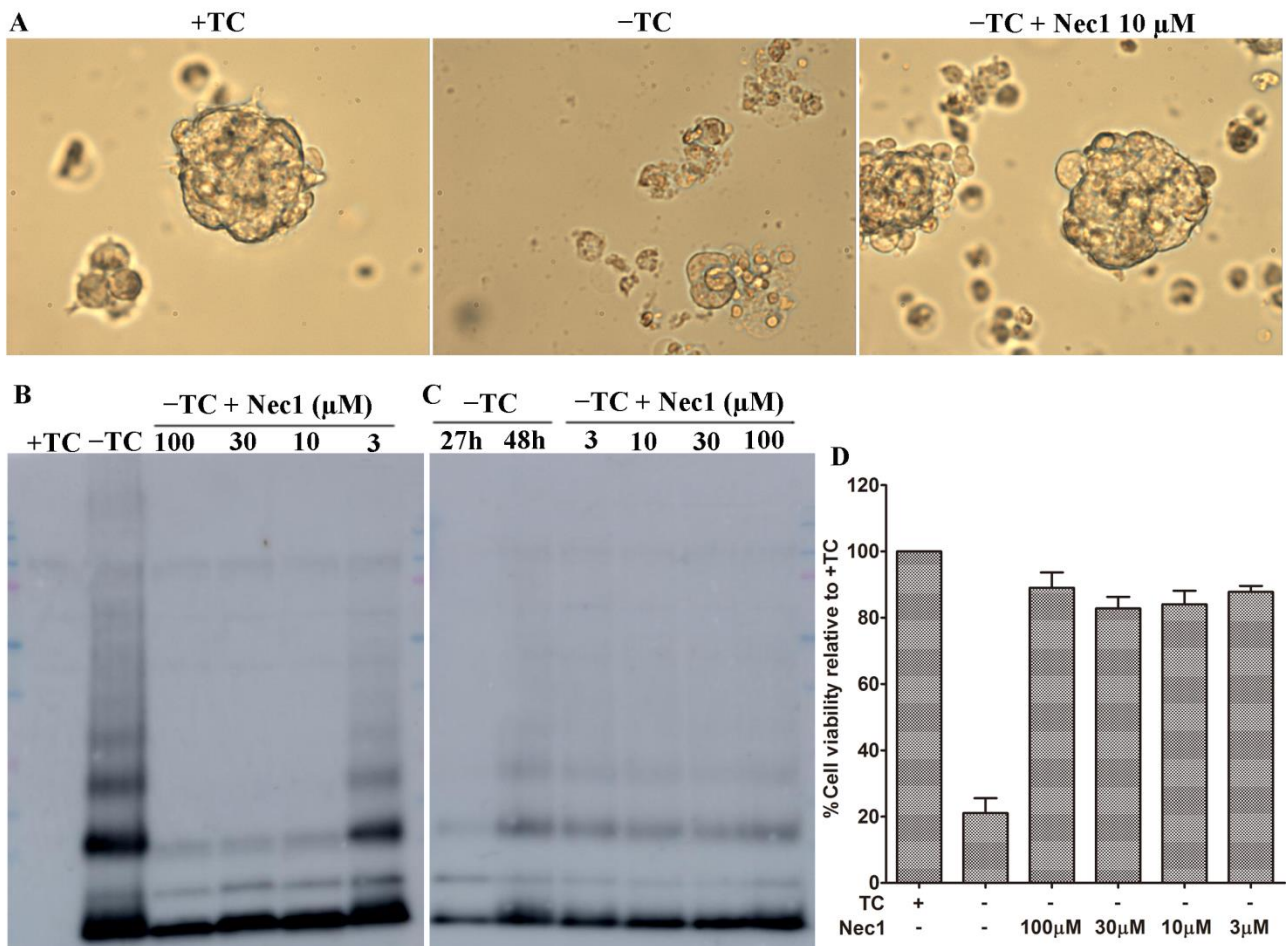 A
+TC
−TC
−TC + Nec1 10 μM
B
−TC + Nec1 (μM)
+TC −TC 100 30 10 3
C
−TC
−TC + Nec1 (μM)
27h 48h 3 10 30 100
D
% Cell viability relative to +TC
120
100
80
60
40
20
0
TC + - - - - -
Nec1 - - 100μM 30μM 10μM 3μM